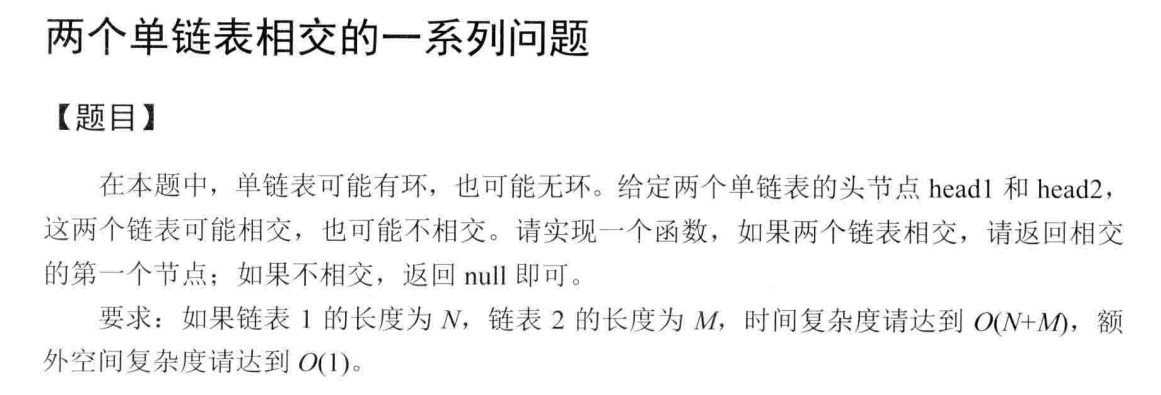 两个单链表相交的一系列问题
【题目】
在本题中，单链表可能有环，也可能无环。给定两个单链表的头节点 head1 和 head2，
这两个链表可能相交，也可能不相交。请实现一个函数，如果两个链表相交，请返回相交
的第一个节点；如果不相交，返回 null 即可。
要求：如果链表 1 的长度为 N，链表 2 的长度为 M，时间复杂度请达到 O(N+M)，额
外空间复杂度请达到 O(1)。